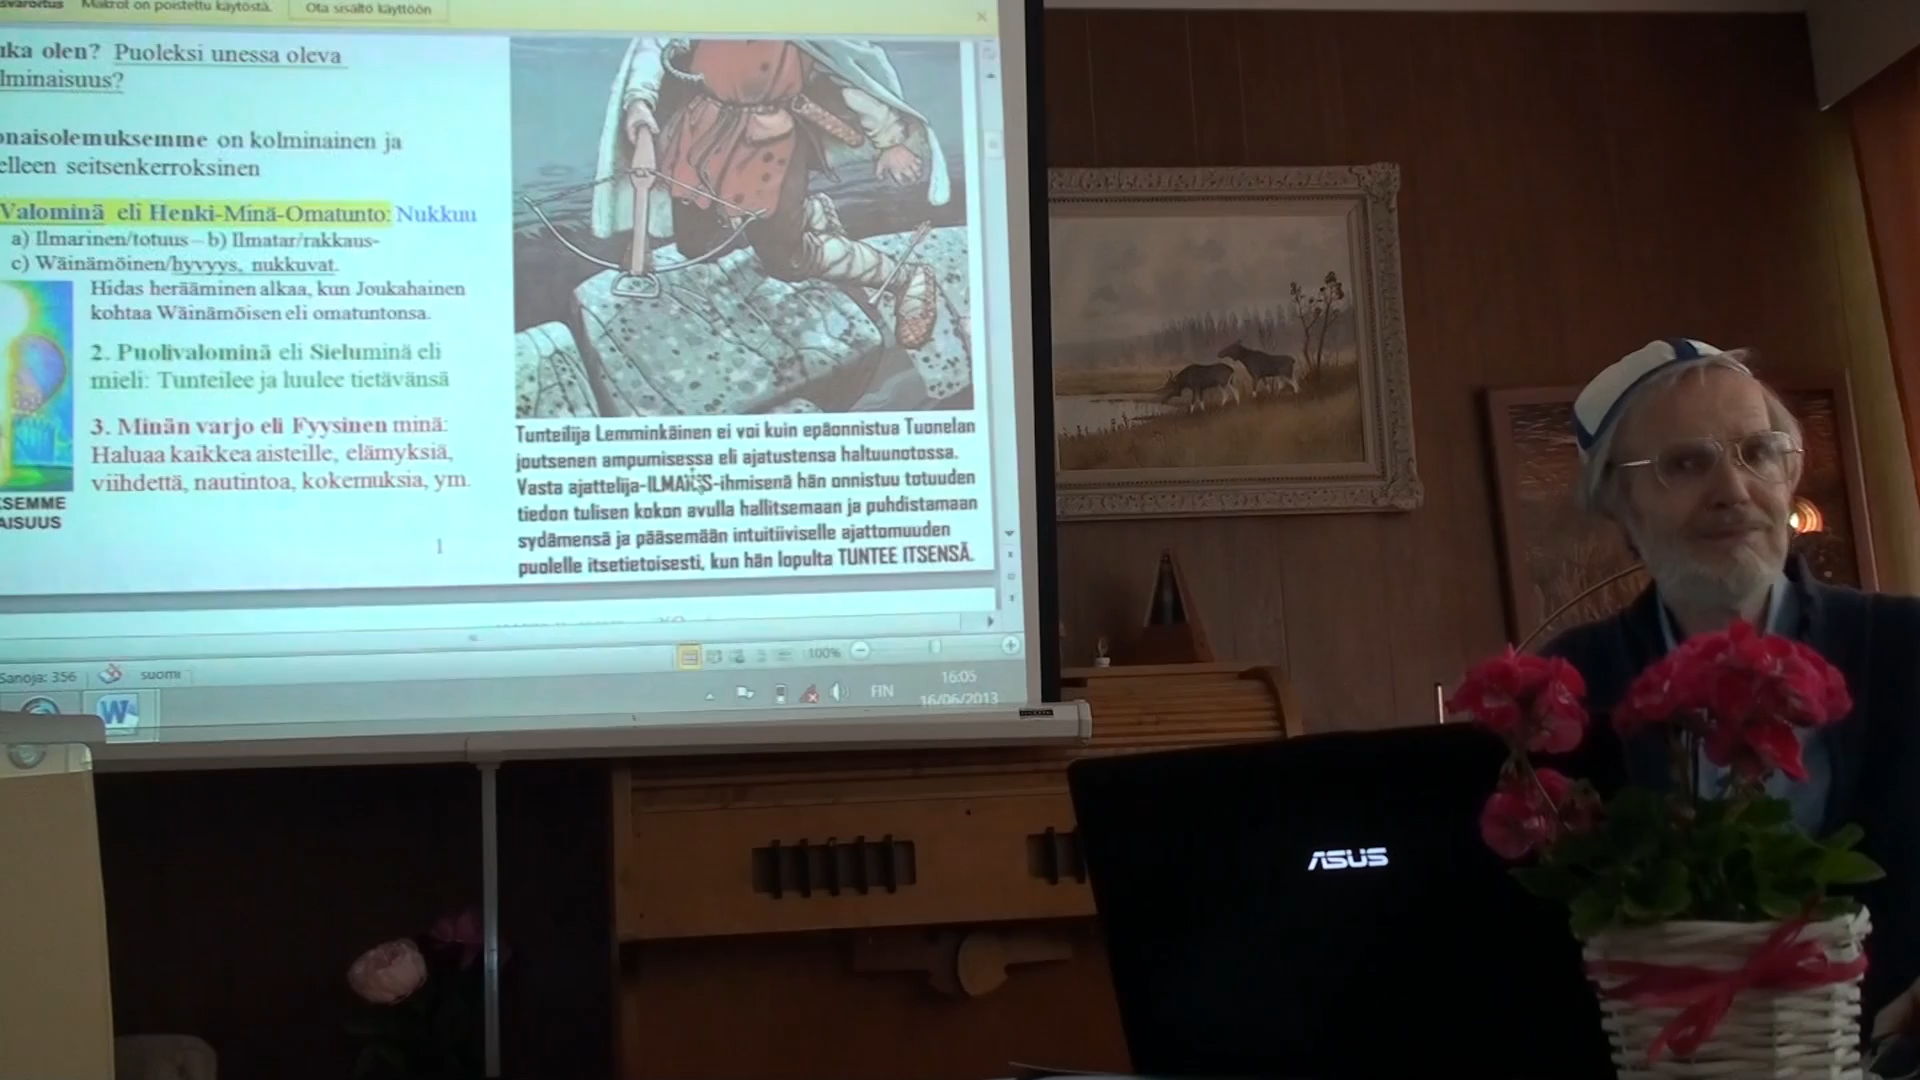 svaroitus Makrot on poistettu käytöstä. Ota sisältö käyttöön
uka olen? Puoleksi unessa oleva
lminaisuus?
onaisolemuksemme on kolminainen ja
elleen seitsenkerroksinen
Valominä eli Henki-Minä-Omatunto: Nukkuu
a) Ilmarinen/totuus – b) Ilmatar/rakkaus-
c) Wäinämöinen/hyvyys, nukkuvat.
Hidas herääminen alkaa, kun Joukahainen
kohtaa Wäinämöisen eli omatuntonsa.
2. Puolivalominä eli Sieluminä eli
mieli: Tunteilee ja luulee tietävänsä
3. Minän varjo eli Fyysinen minä:
Haluaa kaikkea aisteille, elämyksiä,
viihdettä, nautintoa, kokemuksia, ym.
KSEMME
AISUUS
1
Tunteilija Lemminkäinen ei voi kuin epäonnistua Tuonelan
joutsenen ampumisessa eli ajatustensa haltuunotossa.
Vasta ajattelija-ILMARIS-ihmisenä hän onnistuu totuuden
tiedon tulisen kokon avulla hallitsemaan ja puhdistamaan
sydämensä ja pääsemään intuitiiviselle ajattomuuden
puolelle itsetietoisesti, kun hän lopulta TUNTEE ITSENSÄ.
Sanoja: 356 suomi 100%
FIN 16:05
16/06/2013
ASUS